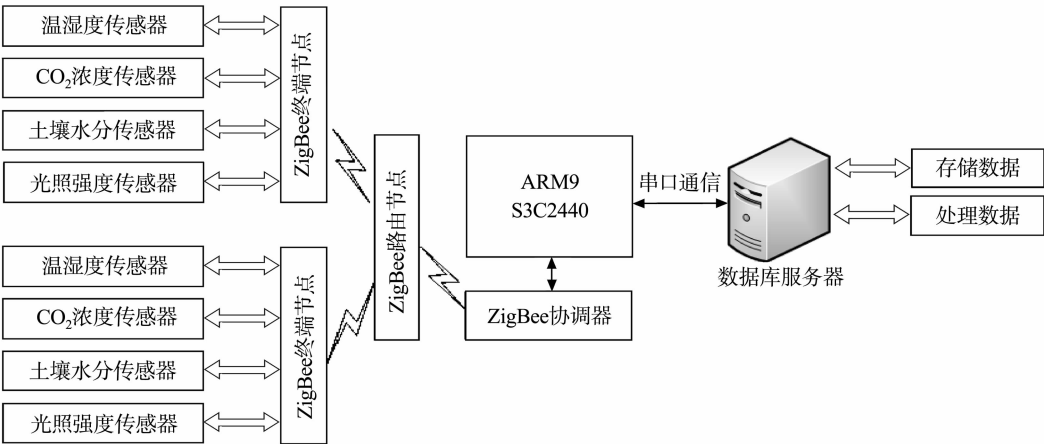 温湿度传感器
CO₂浓度传感器
土壤水分传感器
光照强度传感器
ZigBee终端节点
温湿度传感器
CO₂浓度传感器
土壤水分传感器
光照强度传感器
ZigBee终端节点
ZigBee路由节点
ARM9
S3C2440
ZigBee协调器
串口通信
数据库服务器
存储数据
处理数据